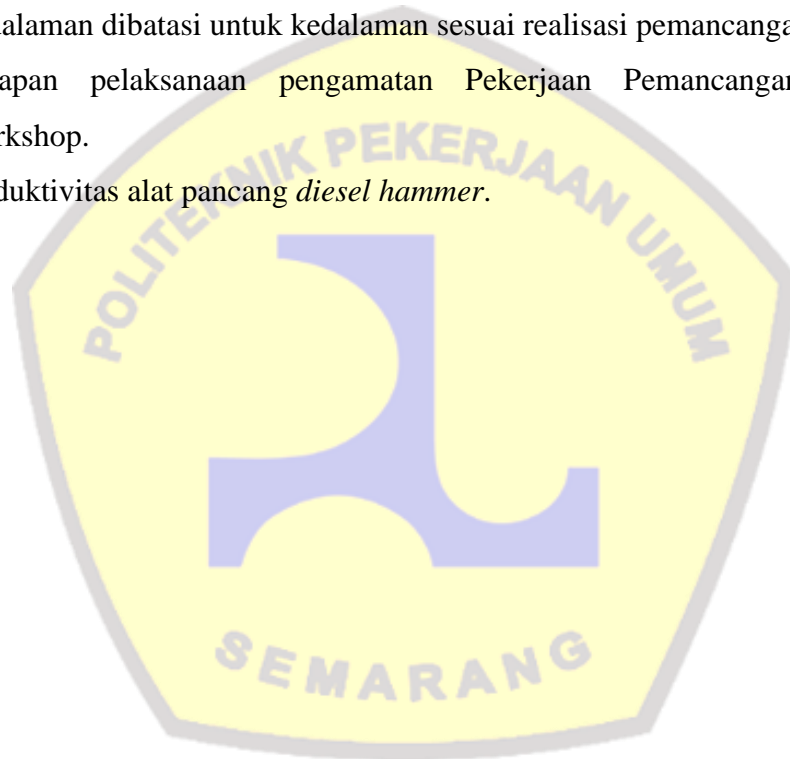 alaman dibatasi untuk kedalaman sesuai realisasi pemancanga
apan pelaksanaan pengamatan Pekerjaan Pemancangan
rkshop.
duktivitas alat pancang diesel hammer.
POLITEKNIK PEKERJAAN UMUM
SEMARANG